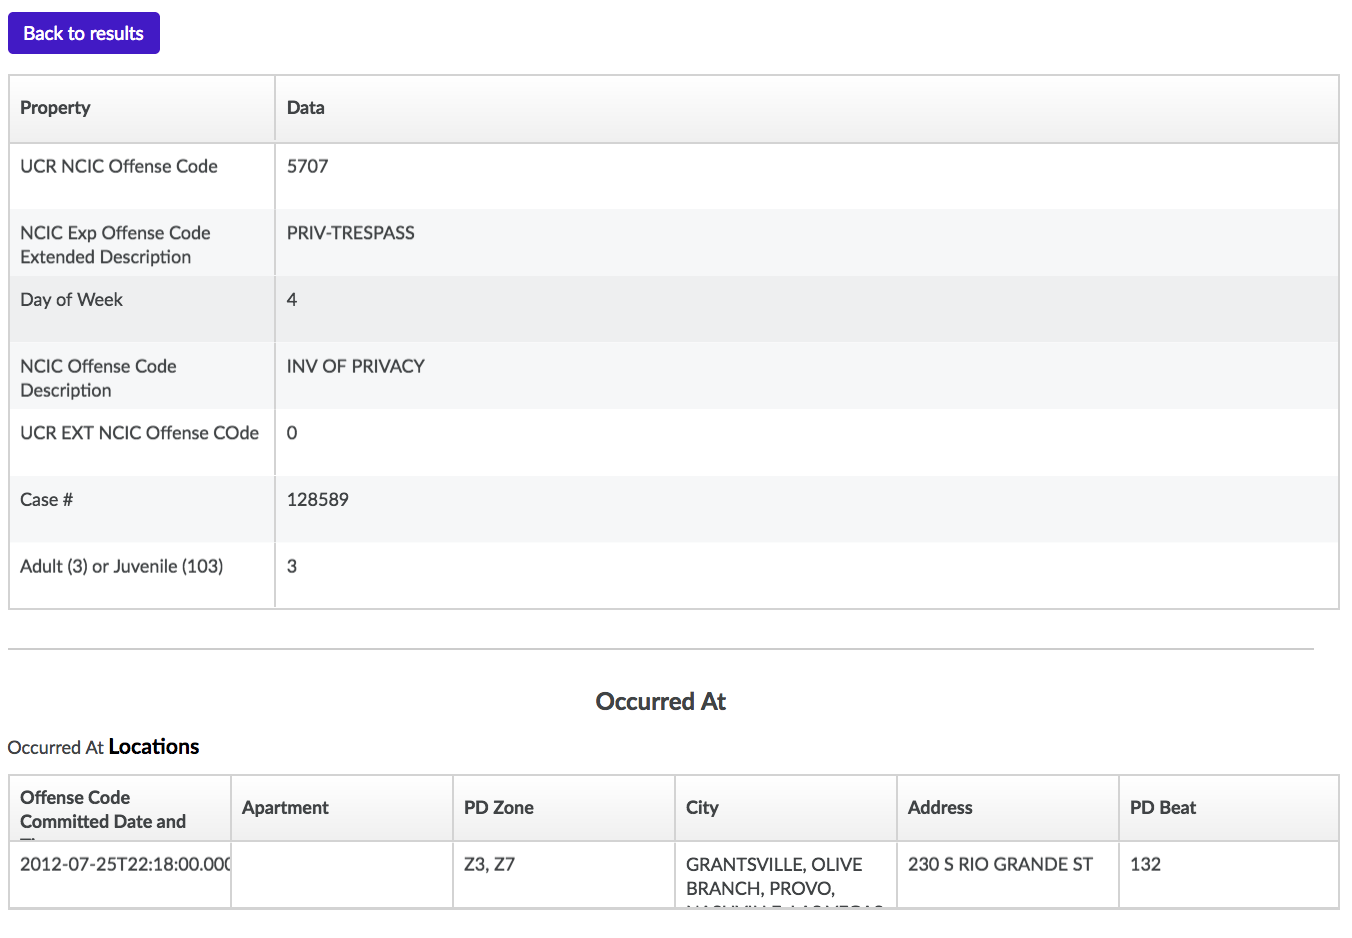 Back to results
Property Data
UCR NCIC Offense Code 5707
NCIC Exp Offense Code PRIV-TRESPASS
Extended Description
Day of Week 4
NCIC Offense Code INV OF PRIVACY
Description
UCR EXT NCIC Offense COde 0
Case # 128589
Adult (3) or Juvenile (103) 3
Occurred At
Occurred At Locations
Offense Code
Committed Date and
Apartment PD Zone City Address PD Beat
2012-07-25T22:18:00.000 Z3, Z7 GRANTSVILLE, OLIVE 230 S RIO GRANDE ST 132
BRANCH, PROVO,